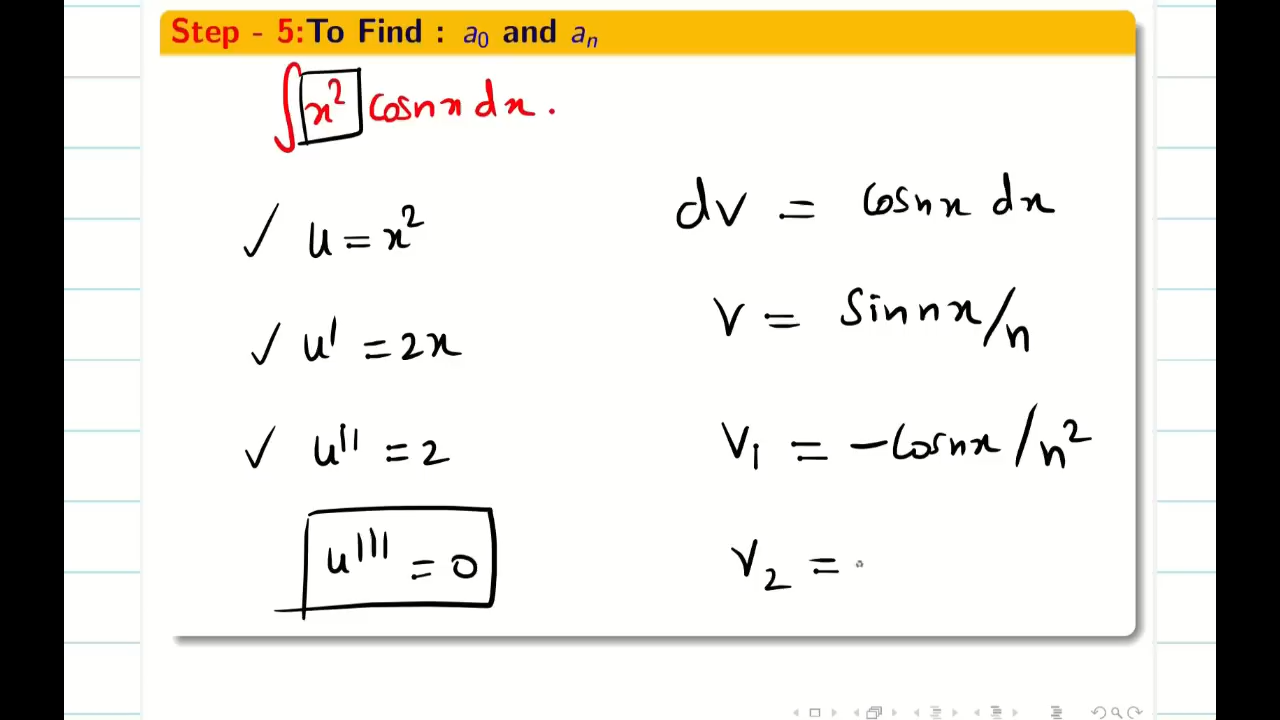 Step - 5:To Find : a₀ and aₙ
∫x² cosnx dx.
✓ u = x²
dv = cosnx dx
✓ u' = 2x
v = sinnx/n
✓ u'' = 2
v₁ = -cosnx/n²
u''' = 0
v₂ =